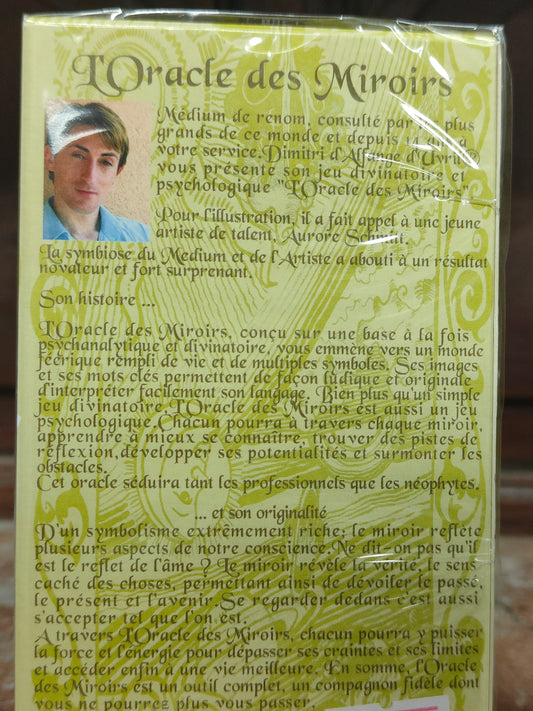 L'Oracle des Miroirs
Médium de renom, consulté par les plus
grands de ce monde et depuis à
votre service, Dimitri d'Alfange d'Uvril®
vous présente son jeu divinatoire et
psychologique "L'Oracle des Miroirs".
Pour l'illustration, il a fait appel à une jeune
artiste de talent, Aurore Schmitt.
La symbiose du Medium et de l'Artiste a abouti à un résultat
novateur et fort surprenant.
Son histoire ...
L'Oracle des Miroirs, conçu sur une base à la fois
psychanalytique et divinatoire, vous emmène vers un monde
féerique rempli de vie et de multiples symboles. Ses images
et ses mots clés permettent de façon ludique et originale
d'interpréter facilement son langage. Bien plus qu'un simple
jeu divinatoire, L'Oracle des Miroirs est aussi un jeu
psychologique.Chacun pourra à travers chaque miroir,
apprendre à mieux se connaître, trouver des pistes de
réflexion,développer ses potentialités et surmonter les
obstacles.
Cet oracle séduira tant les professionnels que les néophytes.
... et son originalité
D'un symbolisme extrêmement riche; le miroir reflète
plusieurs aspects de notre conscience.Ne dit-on pas qu'il
est le reflet de l'âme ? Le miroir révèle la verité, le sens
caché des choses, permettant ainsi de dévoiler le passé,
le présent et l'avenir.Se regarder dedans c'est aussi
s'accepter tel que l'on est.
A travers L'Oracle des Miroirs, chacun pourra y puiser
la force et l'énergie pour dépasser ses craintes et ses limites
et accéder enfin à une vie meilleure. En somme, l'Oracle
des Miroirs est un outil complet, un compagnon fidèle dont
vous ne pourrez plus vous passer.